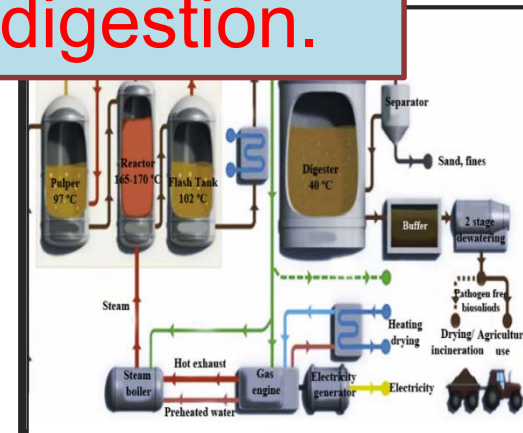 digestion.
Pulper
97 °C
Reactor
165-170 °C
Flash Tank
102 °C
Digester
40 °C
Separator
Sand, fines
Buffer
2 stage
dewatering
Pathogen free
biosoliods
Drying/
incineration
Agricultur
use
Steam
Heating
drying
Hot exhaust
Steam
boiler
Gas
engine
Electricity
generator
Electricity
Preheated water